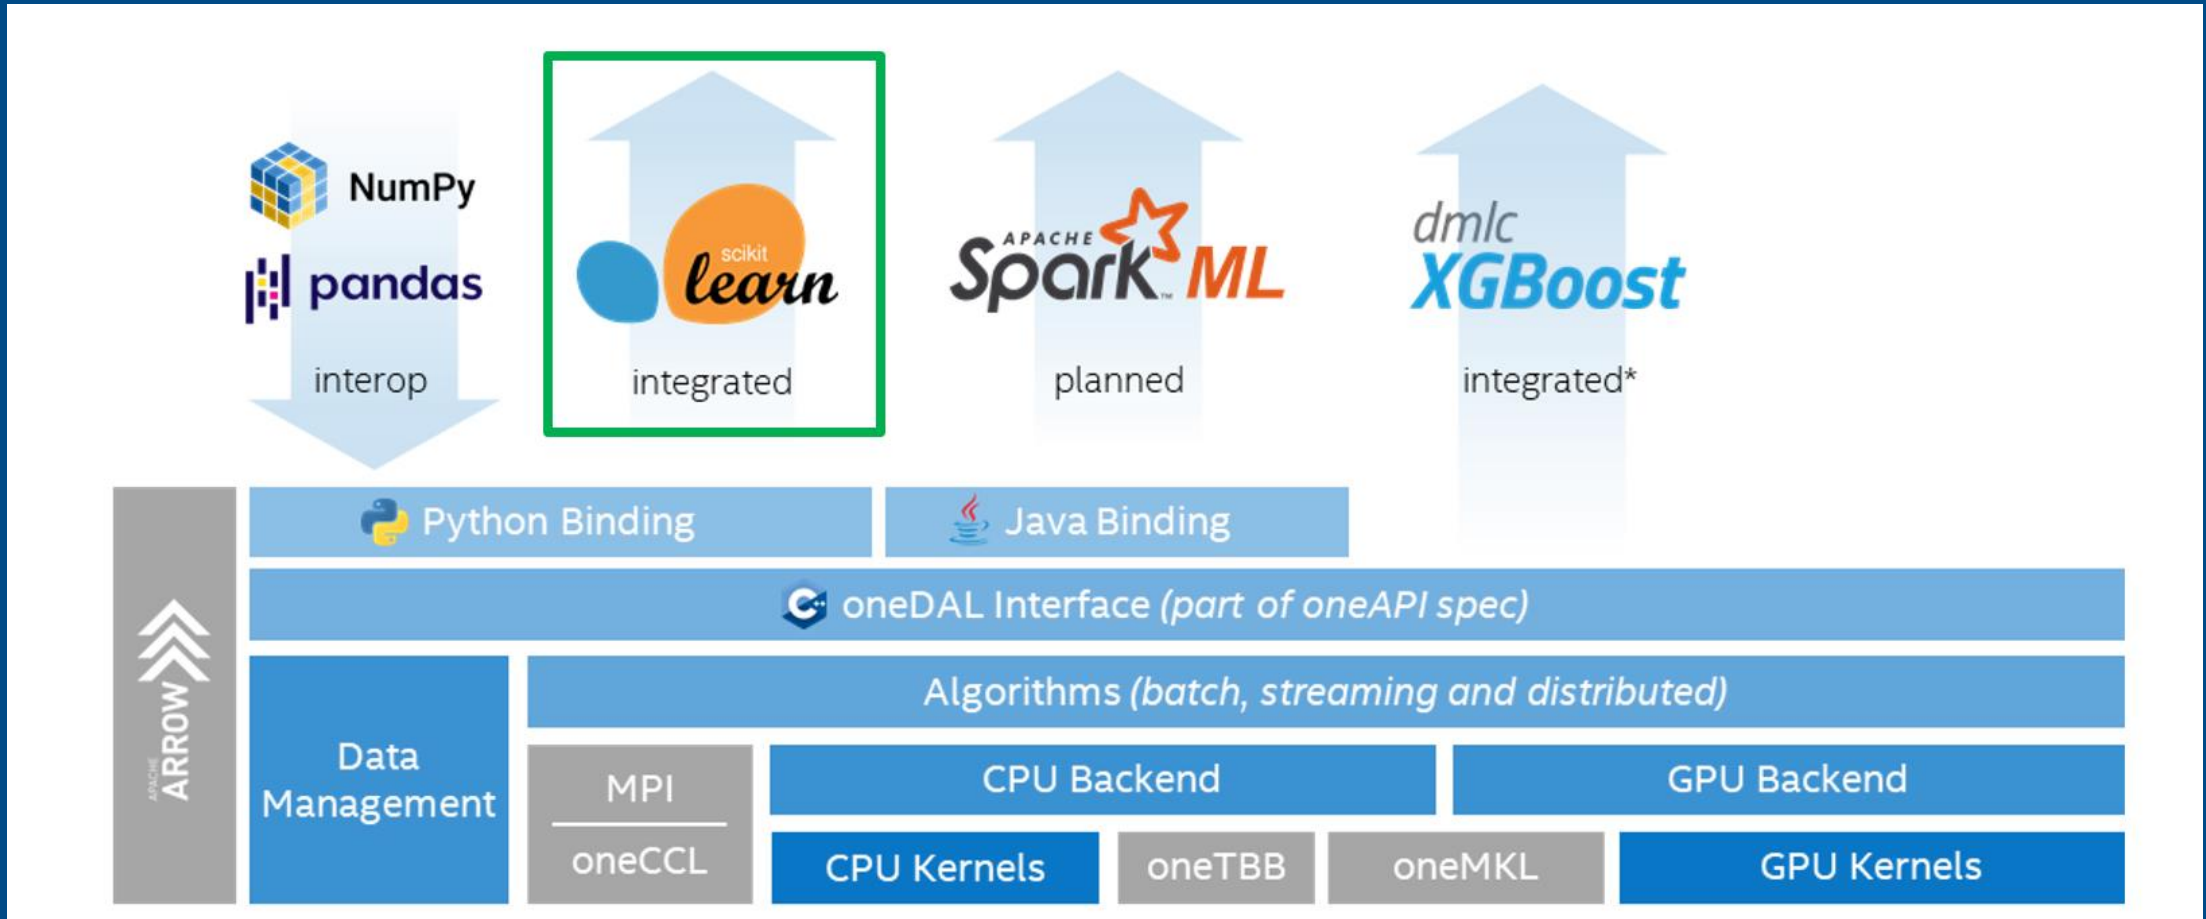 NumPy
pandas
interop
scikit
learn
integrated
APACHE
Spark™ ML
planned
dmlc
XGBoost
integrated*
APACHE
ARROW
Python Binding
Java Binding
C++ oneDAL Interface (part of oneAPI spec)
Data
Management
Algorithms (batch, streaming and distributed)
MPI
oneCCL
CPU Backend
GPU Backend
CPU Kernels
oneTBB
oneMKL
GPU Kernels